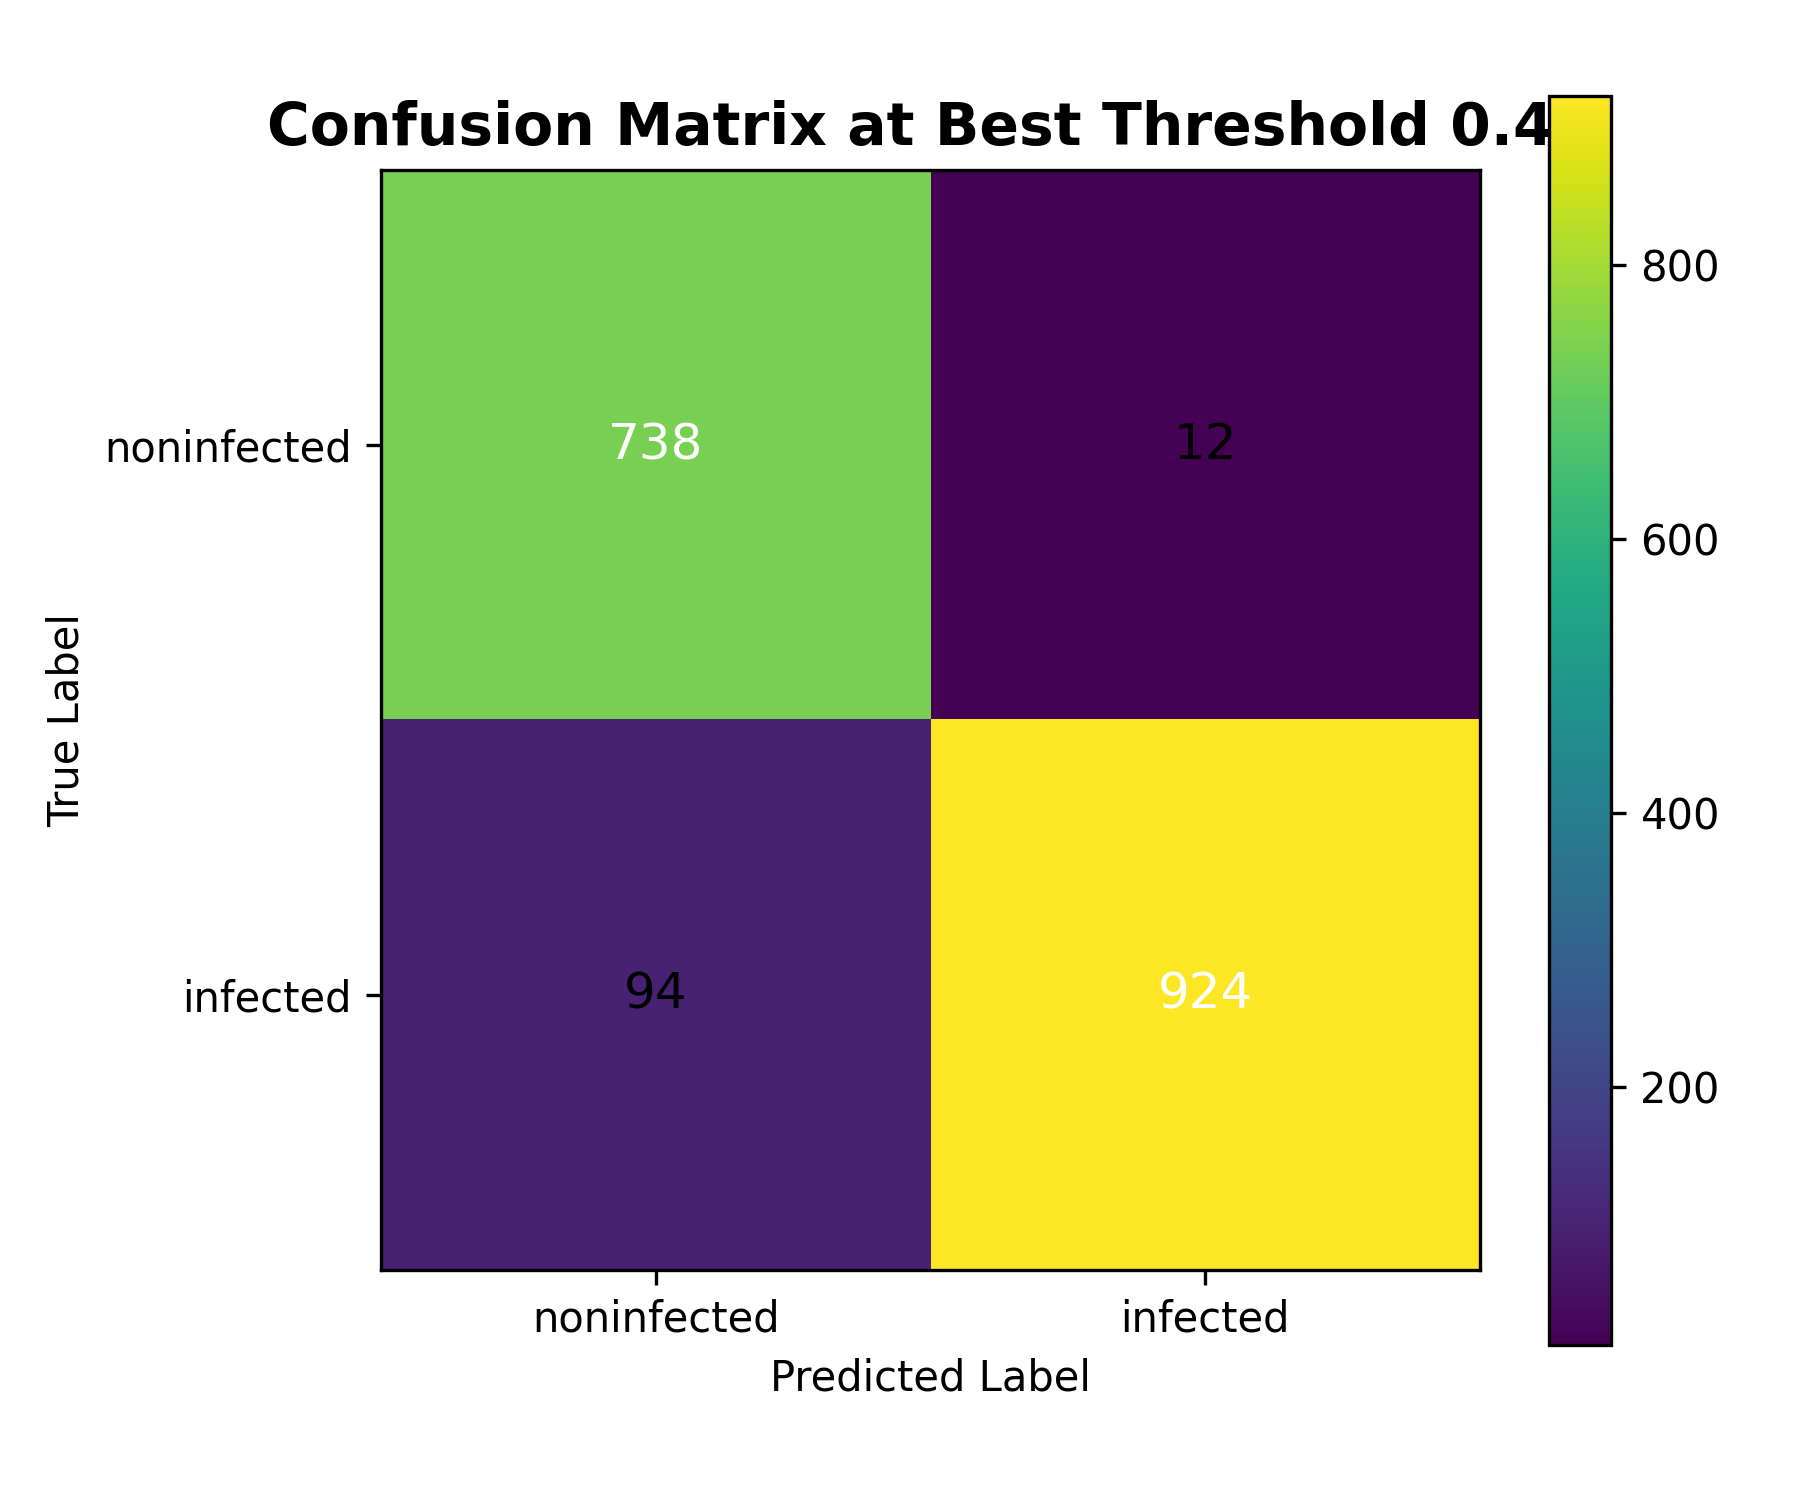 Confusion Matrix at Best Threshold 0.4
800
noninfected 738 12
600
True Label
400
infected 94 924
200
noninfected infected
Predicted Label